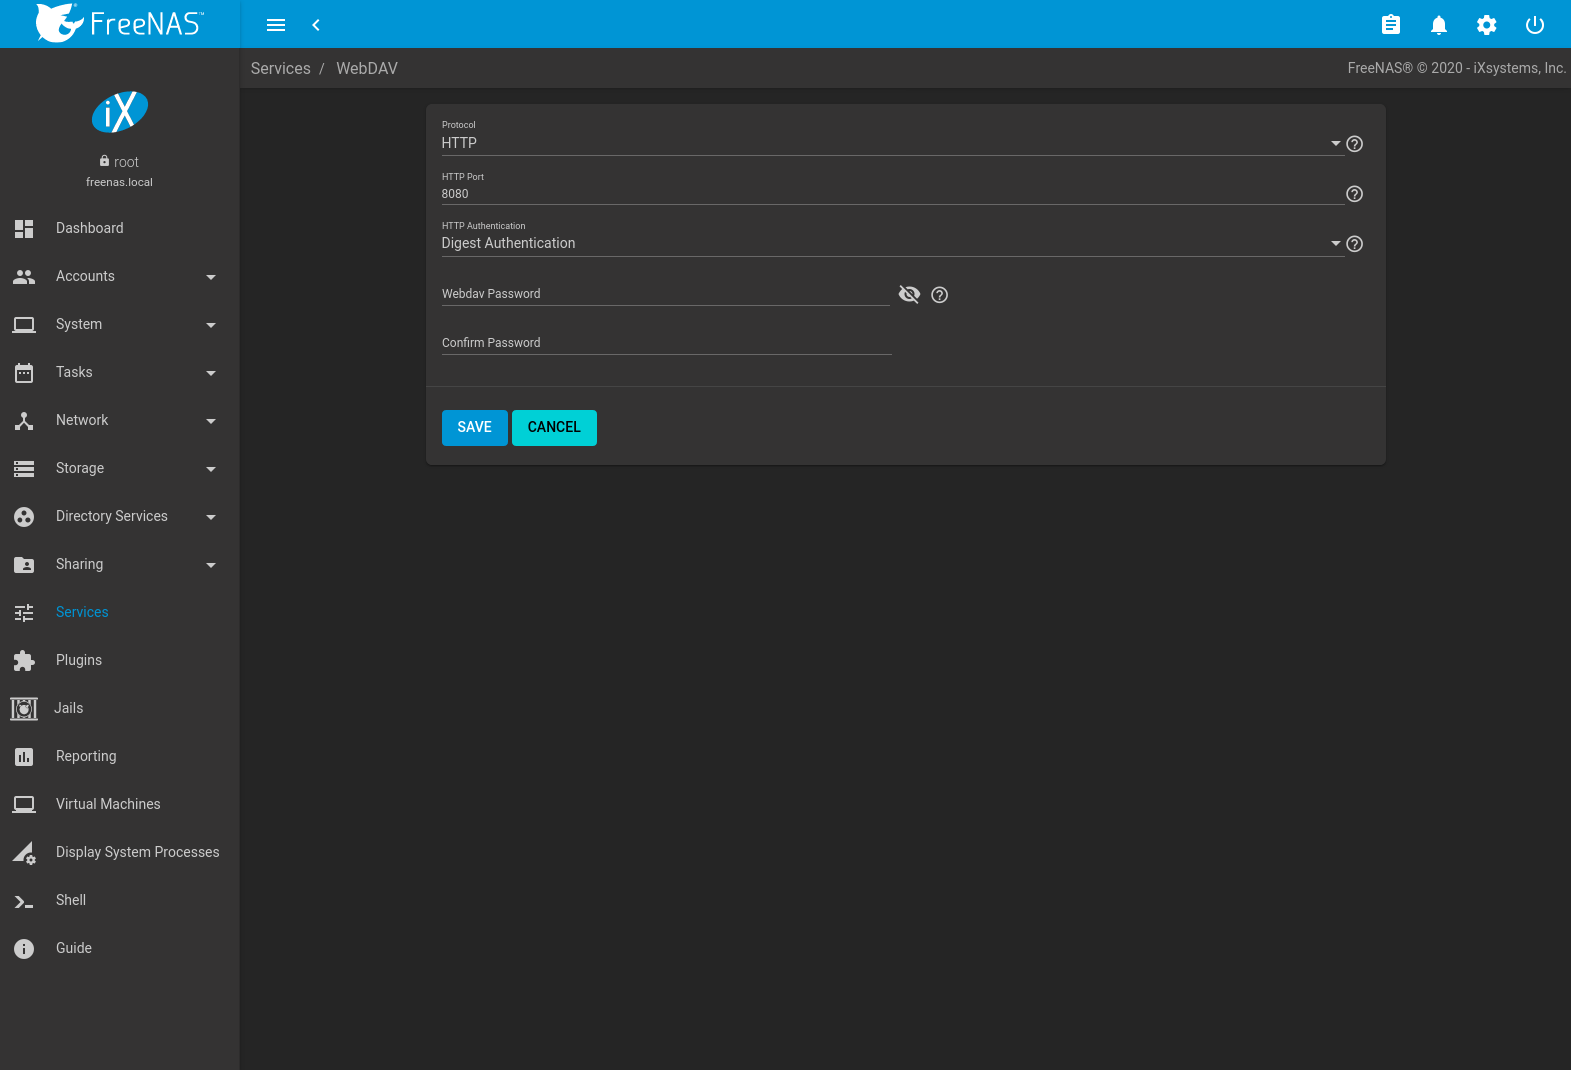 FreeNAS™
Services / WebDAV
FreeNAS® © 2020 - iXsystems, Inc.
iX
root
freenas.local
Dashboard
Accounts
System
Tasks
Network
Storage
Directory Services
Sharing
Services
Plugins
Jails
Reporting
Virtual Machines
Display System Processes
Shell
Guide
Protocol
HTTP
HTTP Port
8080
HTTP Authentication
Digest Authentication
Webdav Password
Confirm Password
SAVE CANCEL